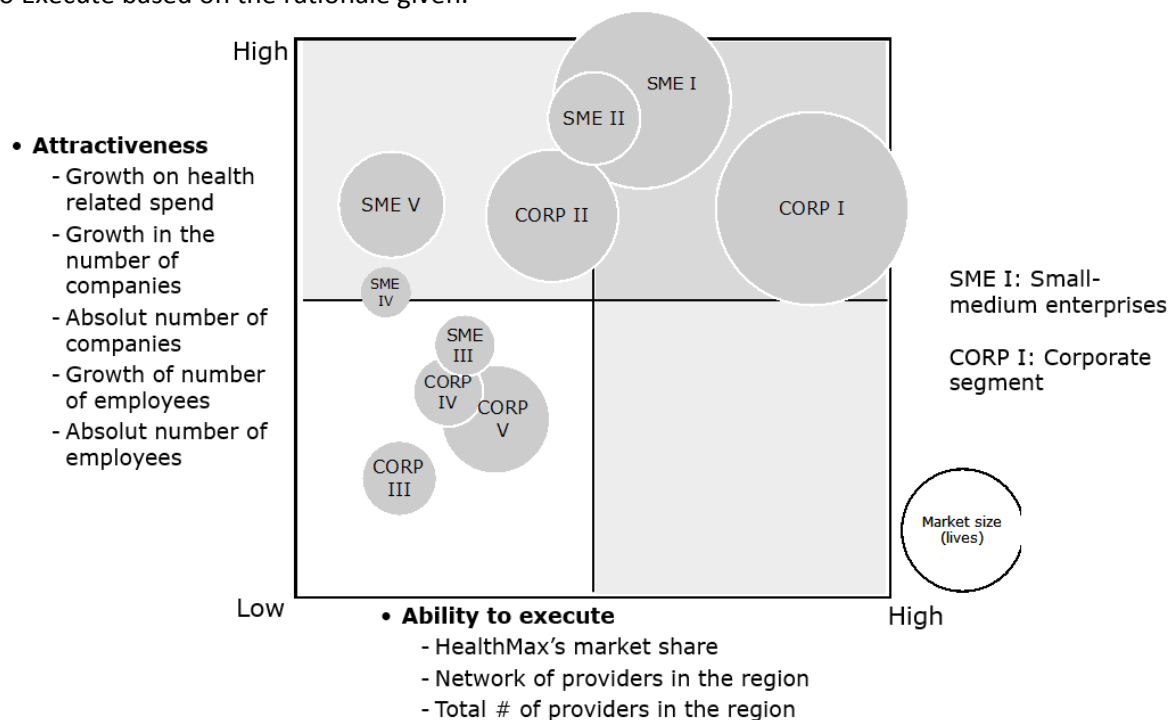 o Execute based on the rationale given.
High
• Attractiveness
- Growth on health
related spend
- Growth in the
number of
companies
- Absolut number of
companies
- Growth of number
of employees
- Absolut number of
employees
SME I
SME II
SME V
CORP II
CORP I
SME
IV
SME
III
CORP
IV
CORP
V
CORP
III
SME I: Small-
medium enterprises
CORP I: Corporate
segment
Market size
(lives)
Low
• Ability to execute
High
- HealthMax’s market share
- Network of providers in the region
- Total # of providers in the region